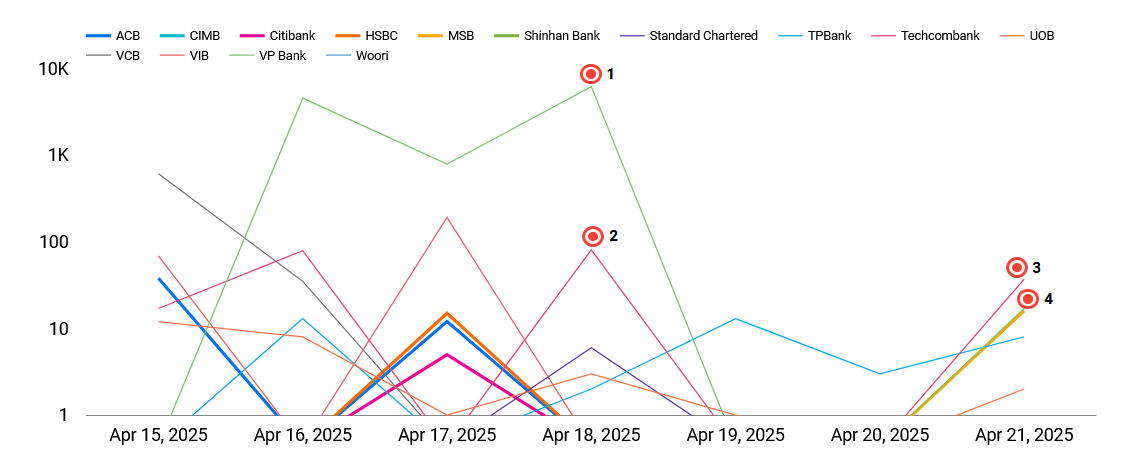 ACB CIMB Citibank HSBC MSB Shinhan Bank Standard Chartered TPBank Techcombank UOB
VCB VIB VP Bank Woori
10K
1
1K
100
2
3
4
10
1
Apr 15, 2025 Apr 16, 2025 Apr 17, 2025 Apr 18, 2025 Apr 19, 2025 Apr 20, 2025 Apr 21, 2025